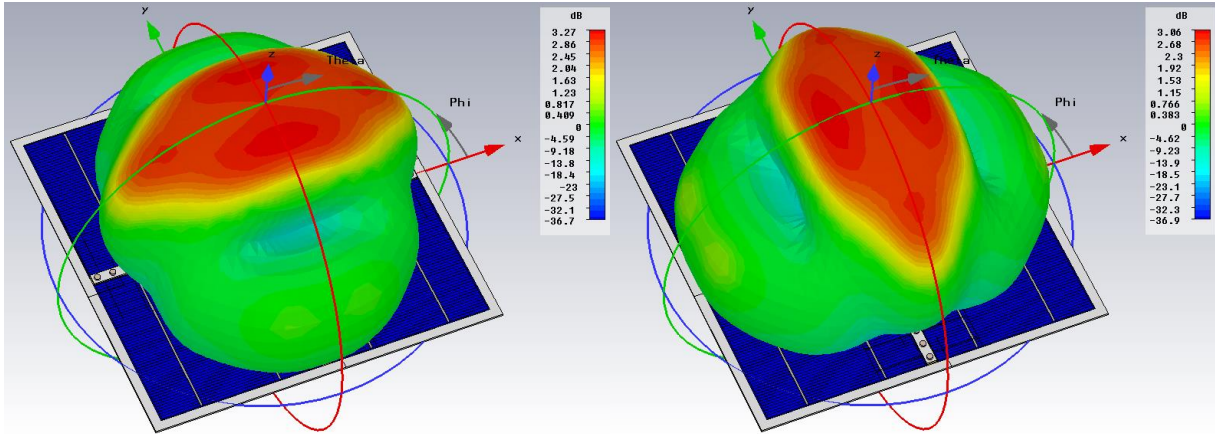 y
z
Theta
Phi
x
dB
3.27
2.86
2.45
2.04
1.63
1.23
0.817
0.409
0
-4.59
-9.18
-13.8
-18.4
-23
-27.5
-32.1
-36.7
y
z
Theta
Phi
x
dB
3.06
2.68
2.3
1.92
1.53
1.15
0.766
0.383
0
-4.62
-9.23
-13.9
-18.5
-23.1
-27.7
-32.3
-36.9